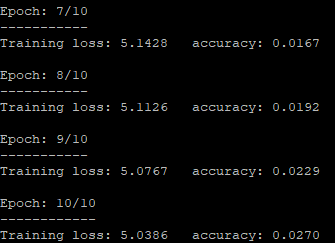 Epoch: 7/10
-----------
Training loss: 5.1428   accuracy: 0.0167
Epoch: 8/10
-----------
Training loss: 5.1126   accuracy: 0.0192
Epoch: 9/10
-----------
Training loss: 5.0767   accuracy: 0.0229
Epoch: 10/10
------------
Training loss: 5.0386   accuracy: 0.0270